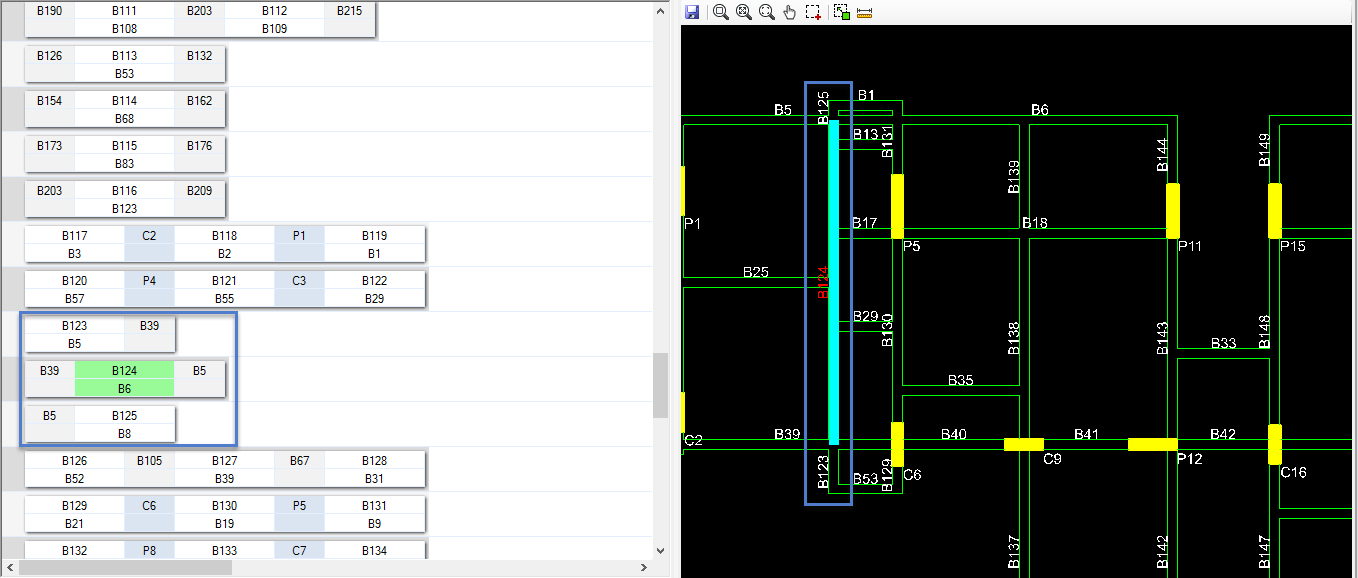 B190 B111 B203 B112 B215
B108 B109
B126 B113 B132
B53
B154 B114 B162
B68
B173 B115 B176
B83
B203 B116 B209
B123
B117 C2 B118 P1 B119
B3 B2 B1
B120 P4 B121 C3 B122
B57 B55 B29
B123 B39
B5
B39 B124 B5
B6
B5 B125
B8
B126 B105 B127 B67 B128
B52 B39 B31
B129 C6 B130 P5 B131
B21 B19 B9
B132 P8 B133 C7 B134
B125
B1
B5
B6
B13
B131
B139
B144
B149
P1
B17
P5
B18
P11
P15
B25
B124
B29
B130
B138
B143
B148
B33
B35
C2
B39
B40
B41
B42
C9
P12
C16
B123
B53
B129
C6
B137
B142
B147